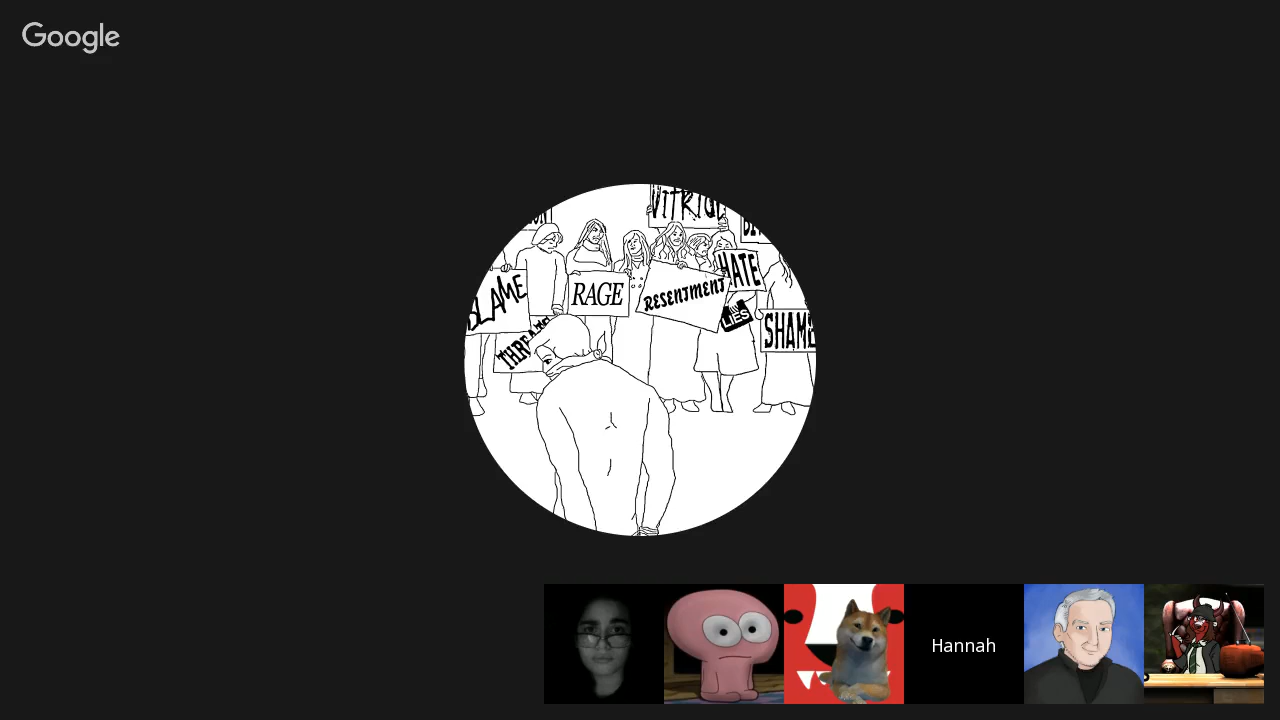 Google
VITRIOL
HATE
BLAME
RAGE
RESENTMENT
LIES
SHAME
Hannah